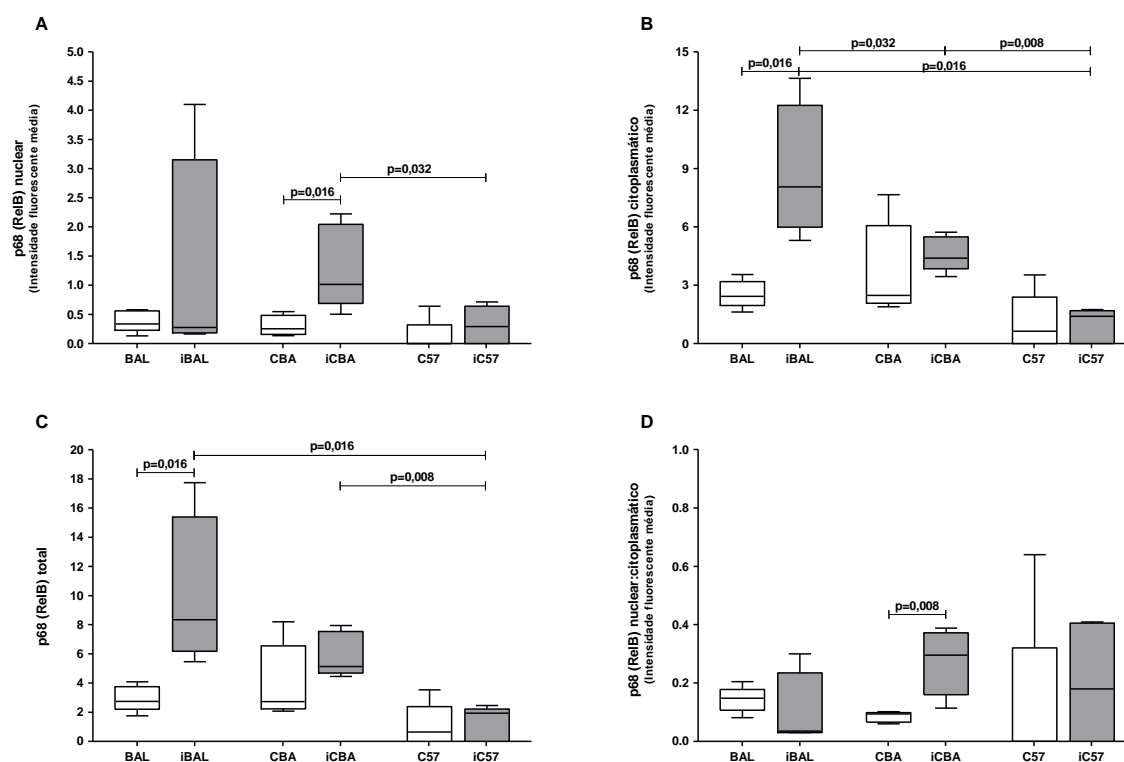 A
p68 (RelB) nuclear
(Intensidade fluorescente média)
5.0
4.5
4.0
3.5
3.0
2.5
2.0
1.5
1.0
0.5
0.0
p=0,016
p=0,032
BAL iBAL CBA iCBA C57 iC57
B
p68 (RelB) citoplasmático
(Intensidade fluorescente média)
15
12
9
6
3
0
p=0,032 p=0,008
p=0,016 p=0,016
BAL iBAL CBA iCBA C57 iC57
C
p68 (RelB) total
20
18
16
14
12
10
8
6
4
2
0
p=0,016
p=0,016
p=0,008
BAL iBAL CBA iCBA C57 iC57
D
p68 (RelB) nuclear:citoplasmático
(Intensidade fluorescente média)
1.0
0.8
0.6
0.4
0.2
0.0
p=0,008
BAL iBAL CBA iCBA C57 iC57